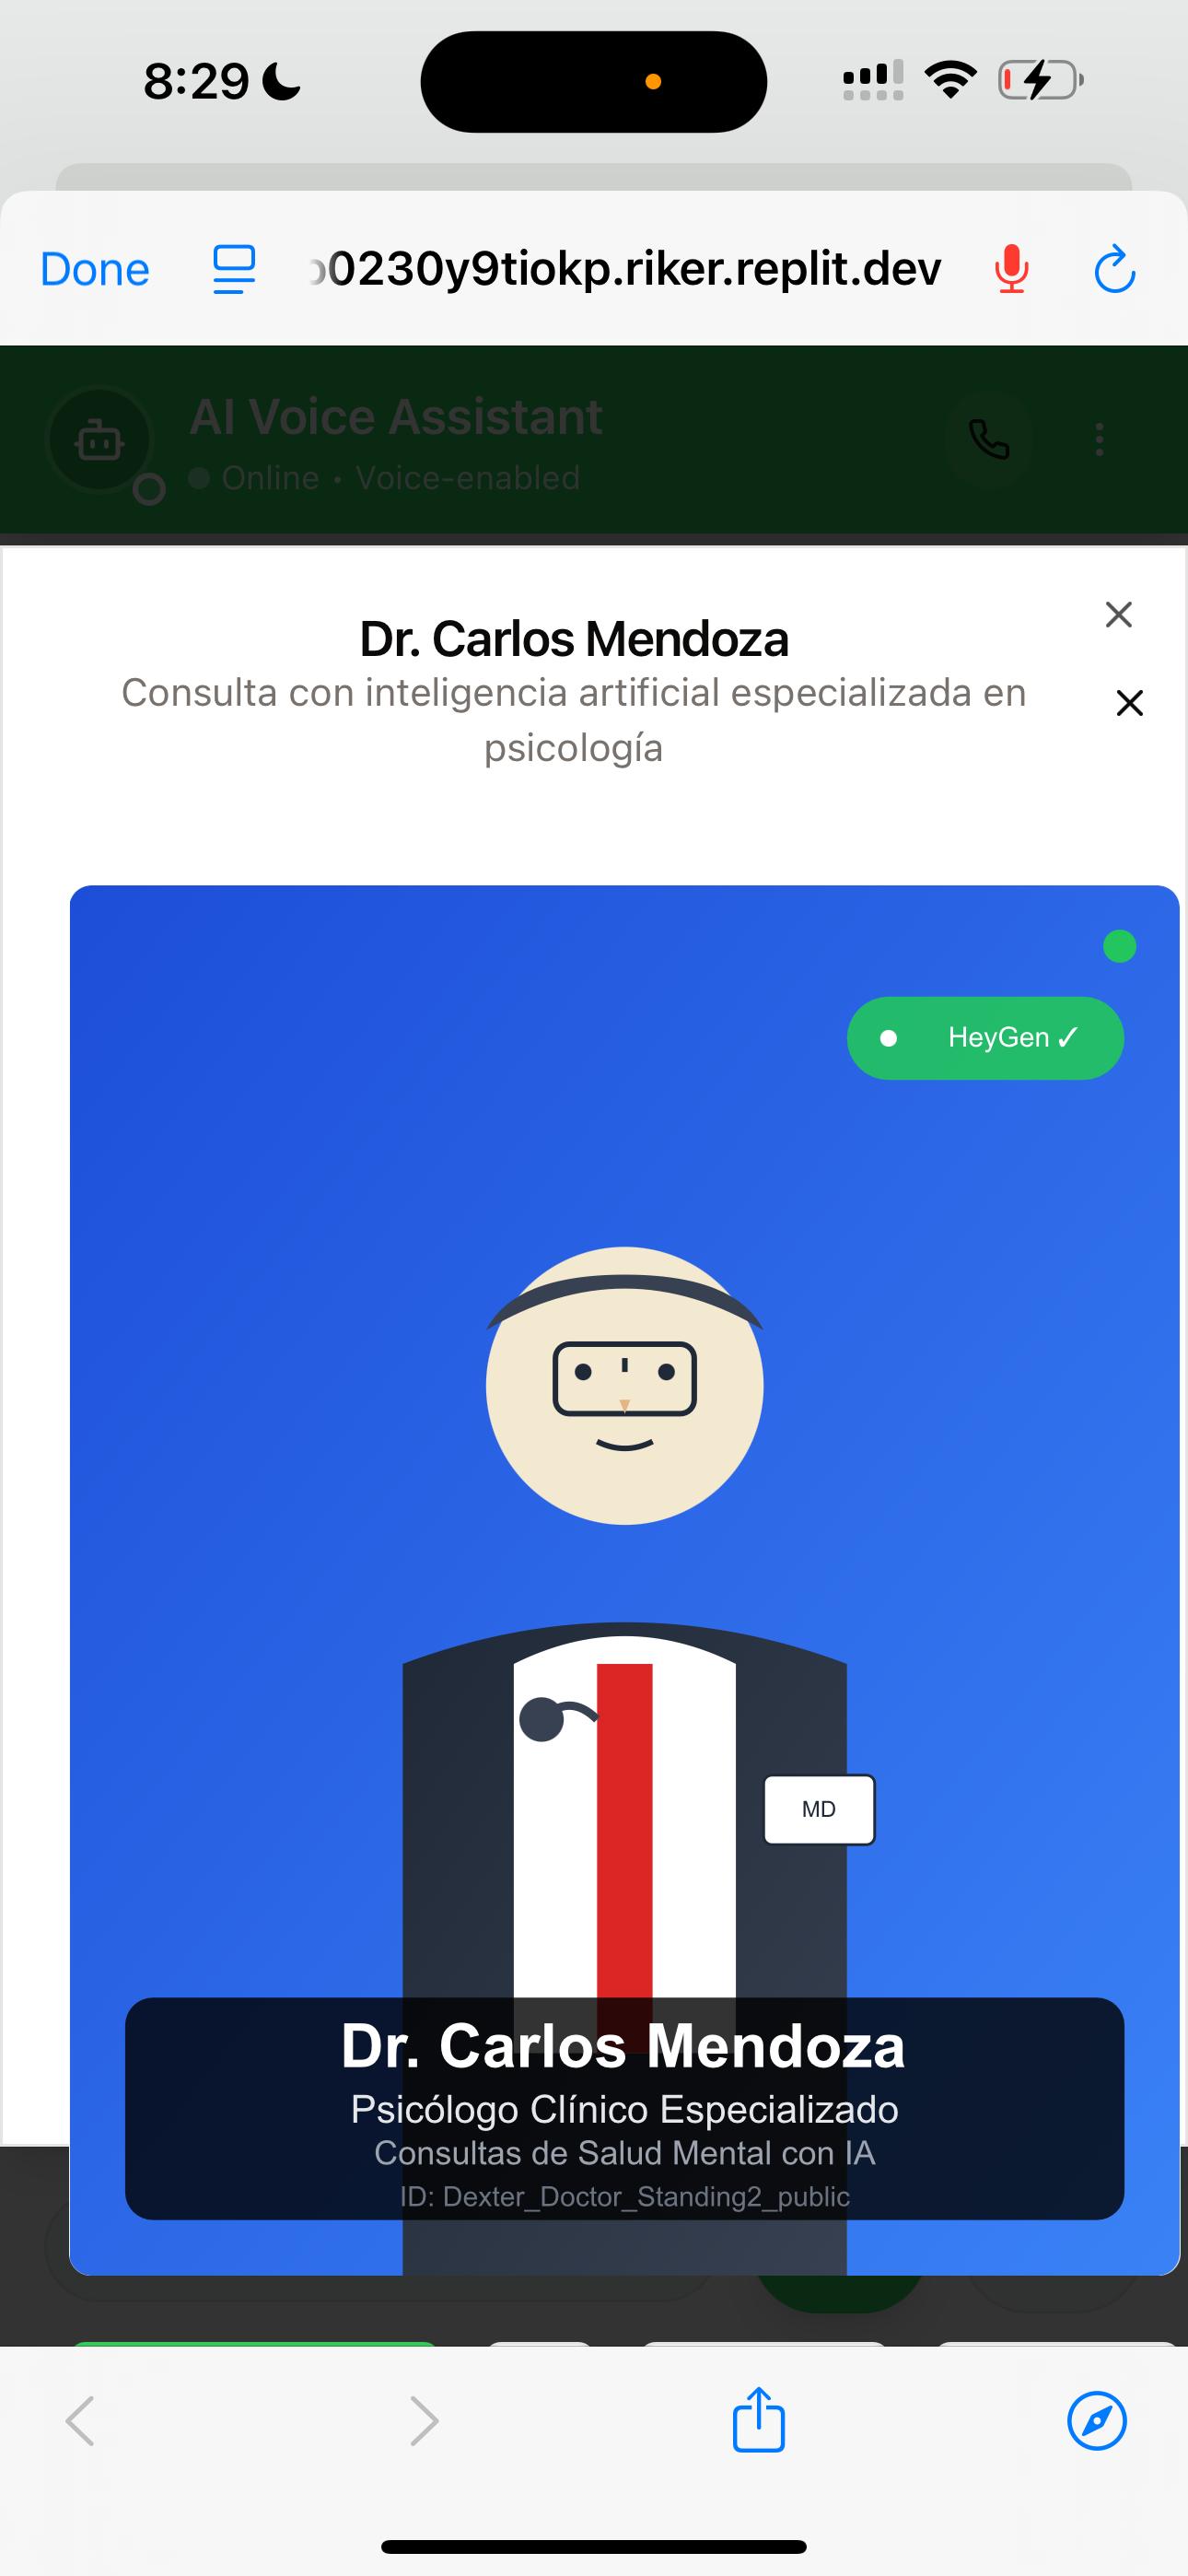 8:29
Done
0230y9tiokp.riker.replit.dev
AI Voice Assistant
Online • Voice-enabled
Dr. Carlos Mendoza
Consulta con inteligencia artificial especializada en
psicología
HeyGen ✓
MD
Dr. Carlos Mendoza
Psicólogo Clínico Especializado
Consultas de Salud Mental con IA
ID: Dexter_Doctor_Standing2_public